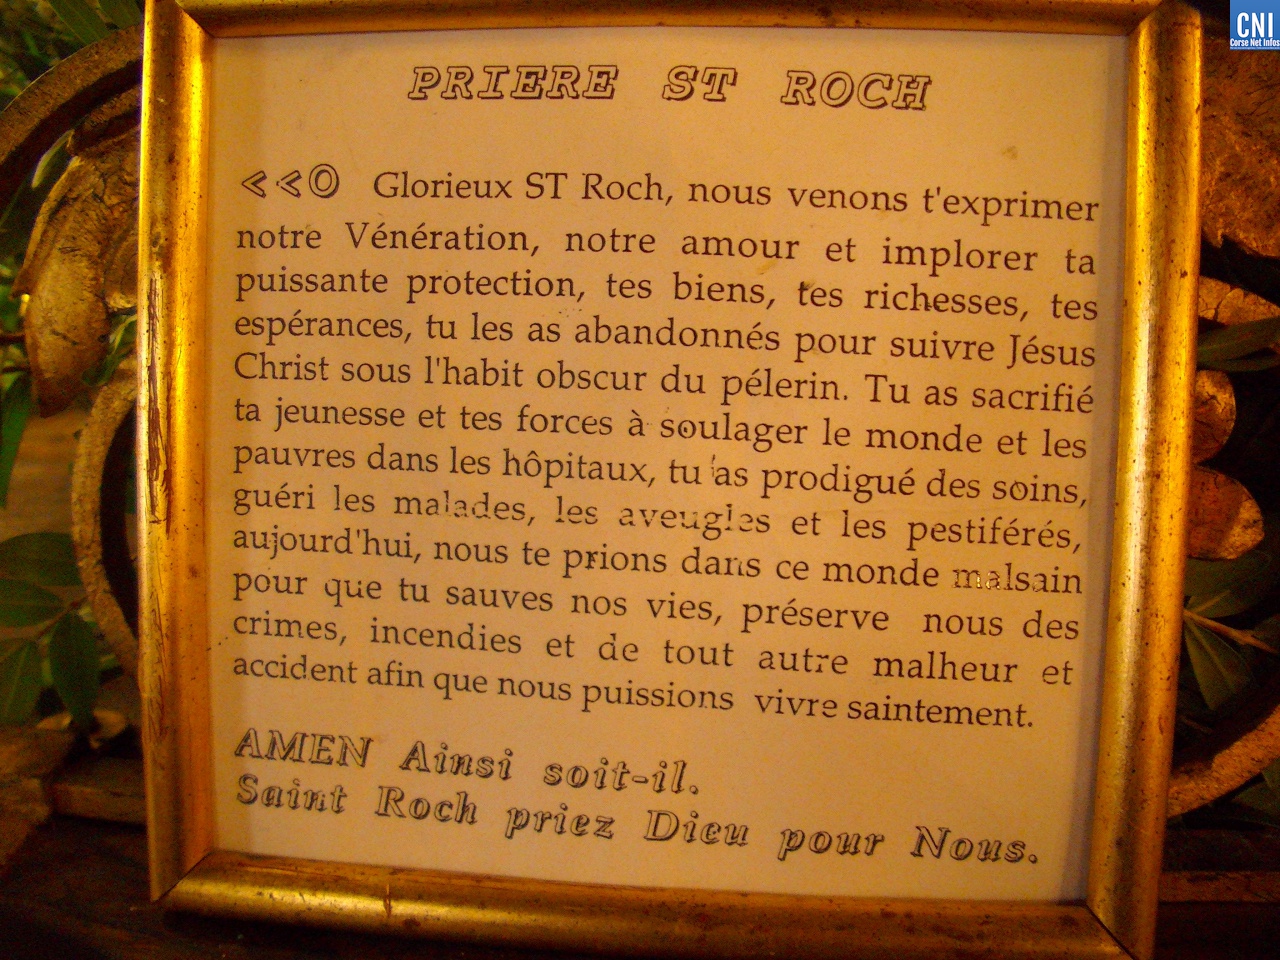 CNI
Corse Net Infos
PRIERE ST ROCH
<<O Glorieux ST Roch, nous venons t'exprimer
notre Vénération, notre amour et implorer ta
puissante protection, tes biens, tes richesses, tes
espérances, tu les as abandonnés pour suivre Jésus
Christ sous l'habit obscur du pélerin. Tu as sacrifié
ta jeunesse et tes forces à soulager le monde et les
pauvres dans les hôpitaux, tu as prodigué des soins,
guéri les malades, les aveugles et les pestiférés,
aujourd'hui, nous te prions dans ce monde malsain
pour que tu sauves nos vies, préserve nous des
crimes, incendies et de tout autre malheur et
accident afin que nous puissions vivre saintement.
AMEN Ainsi soit-il.
Saint Roch priez Dieu pour Nous.